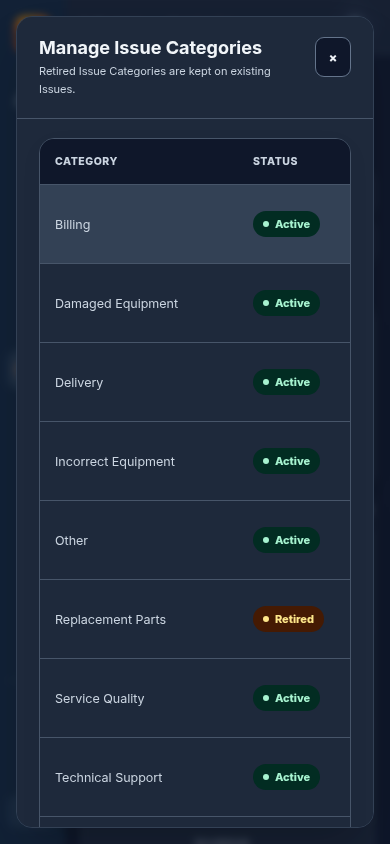 Manage Issue Categories
Retired Issue Categories are kept on existing
Issues.
×
CATEGORY STATUS
Billing Active
Damaged Equipment Active
Delivery Active
Incorrect Equipment Active
Other Active
Replacement Parts Retired
Service Quality Active
Technical Support Active